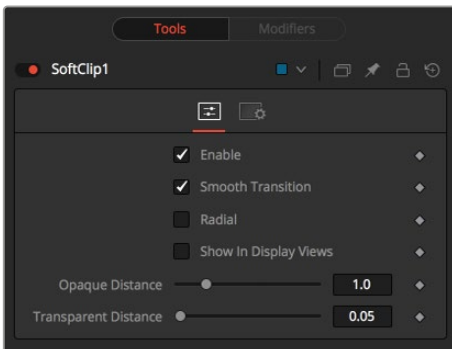 Tools Modifiers
SoftClip1
Enable
Smooth Transition
Radial
Show In Display Views
Opaque Distance 1.0
Transparent Distance 0.05